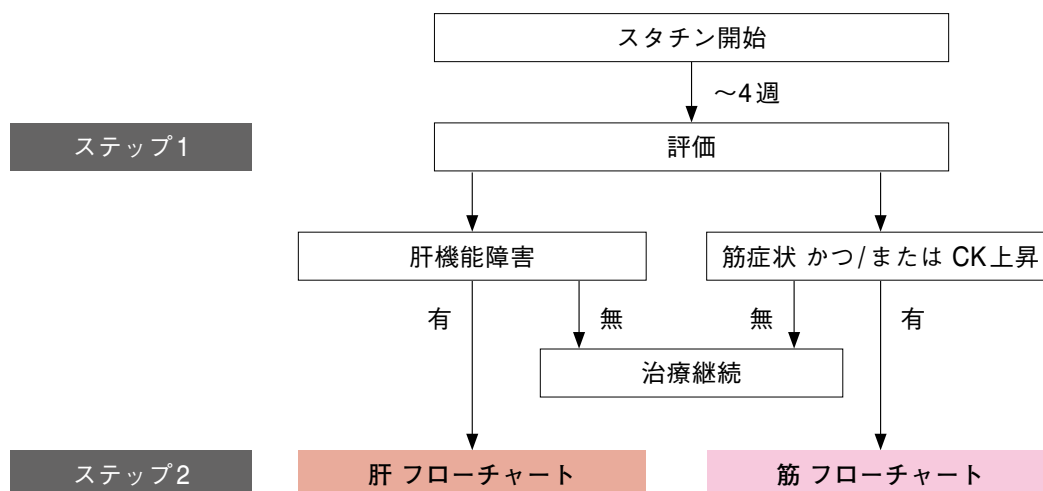 スタチン開始
～4週
ステップ1
評価
肝機能障害
筋症状 かつ/または CK上昇
有
無
無
有
治療継続
ステップ2
肝 フローチャート
筋 フローチャート